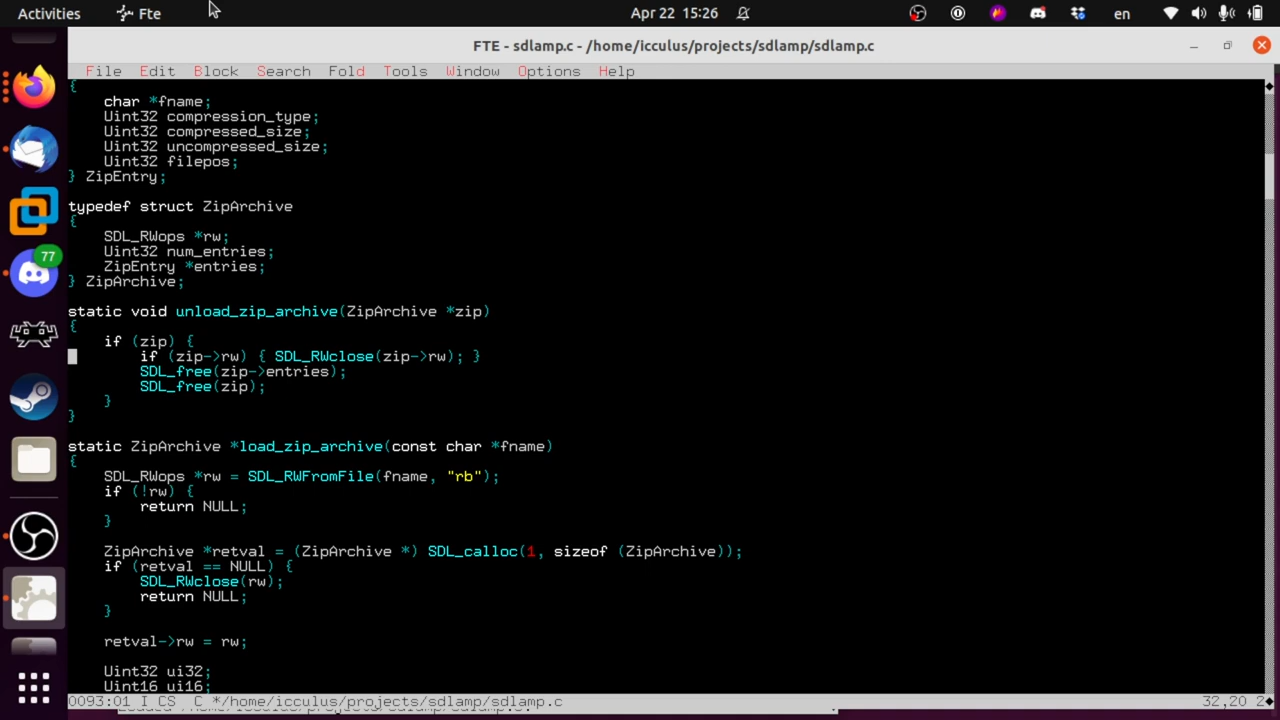 Activities Fte Apr 22 15:26 en
FTE - sdlamp.c - /home/icculus/projects/sdlamp/sdlamp.c
File Edit Block Search Fold Tools Window Options Help
{
char *fname;
Uint32 compression_type;
Uint32 compressed_size;
Uint32 uncompressed_size;
Uint32 filepos;
} ZipEntry;
typedef struct ZipArchive
{
SDL_RWops *rw;
Uint32 num_entries;
ZipEntry *entries;
} ZipArchive;
static void unload_zip_archive(ZipArchive *zip)
{
if (zip) {
if (zip->rw) { SDL_RWclose(zip->rw); }
SDL_free(zip->entries);
SDL_free(zip);
}
}
static ZipArchive *load_zip_archive(const char *fname)
{
SDL_RWops *rw = SDL_RWFromFile(fname, "rb");
if (!rw) {
return NULL;
}
ZipArchive *retval = (ZipArchive *) SDL_calloc(1, sizeof (ZipArchive));
if (retval == NULL) {
SDL_RWclose(rw);
return NULL;
}
retval->rw = rw;
Uint32 ui32;
Uint16 ui16;
0093:01 I CS C */home/icculus/projects/sdlamp/sdlamp.c 32,20 2
77